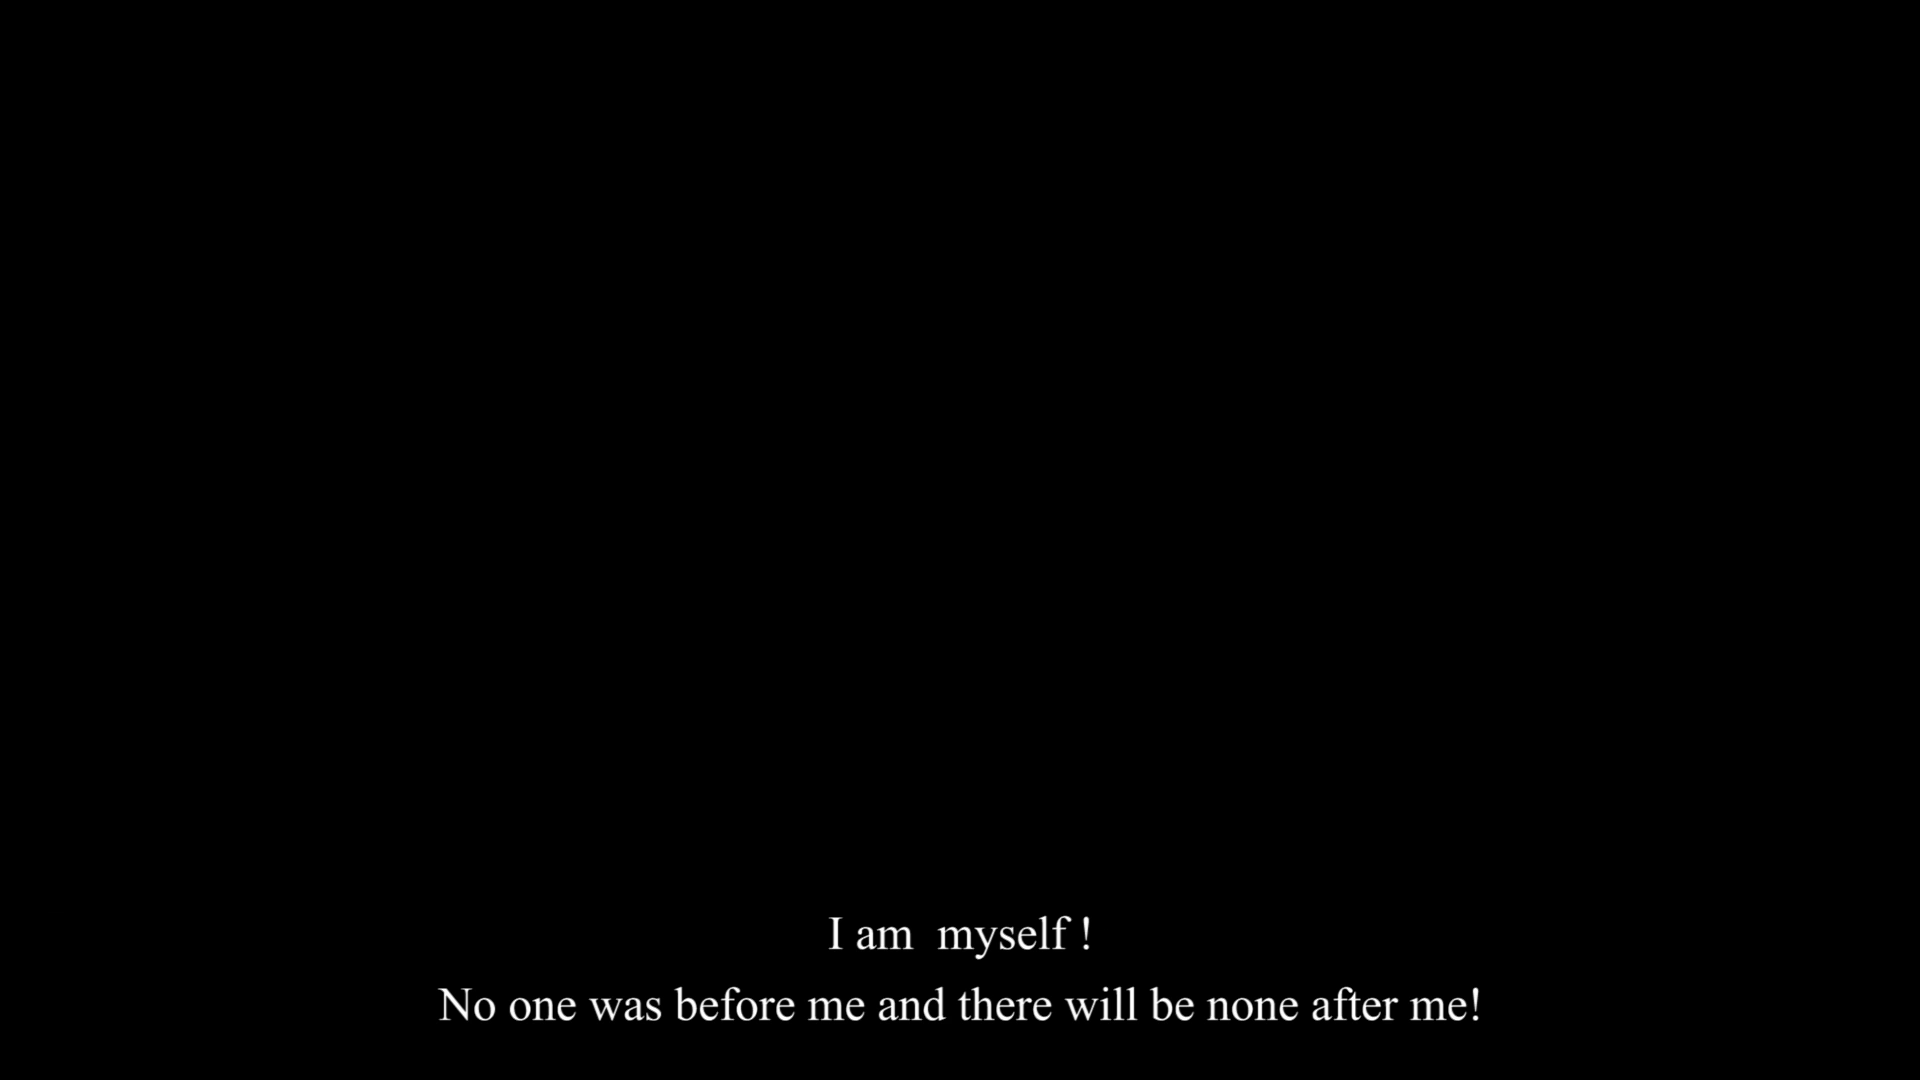 I am  myself !
No one was before me and there will be none after me!